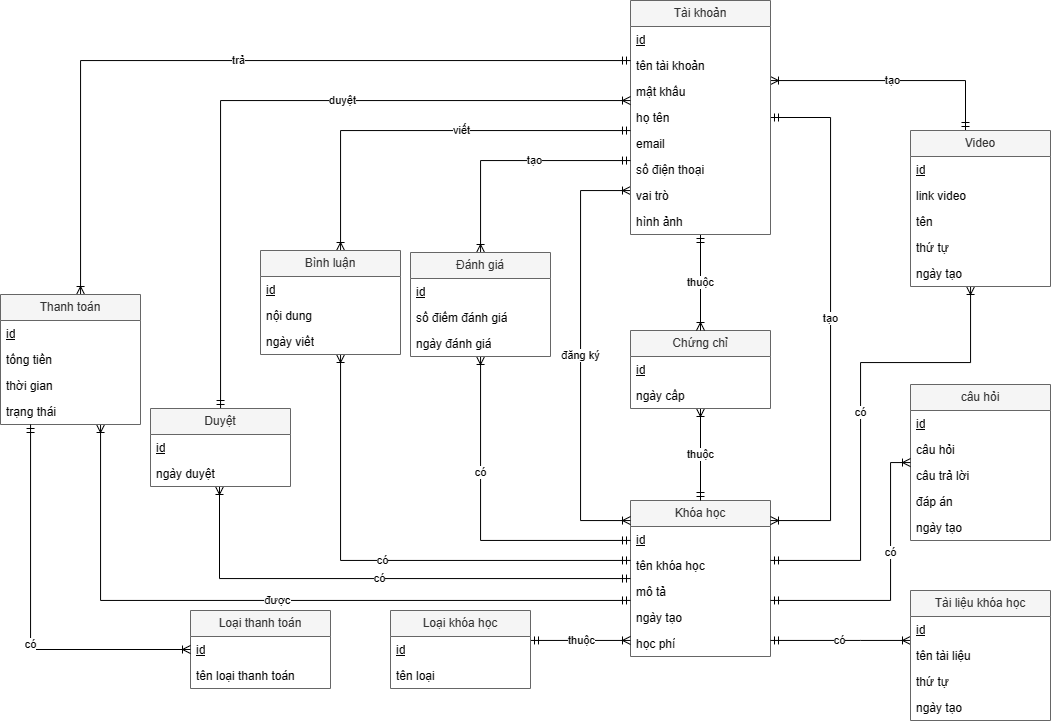 Tài khoản
id
tên tài khoản
mật khẩu
họ tên
email
số điện thoại
vai trò
hình ảnh
trả
duyệt
viết
tạo
tạo
Video
id
link video
tên
thứ tự
ngày tạo
Bình luận
id
nội dung
ngày viết
Đánh giá
id
số điểm đánh giá
ngày đánh giá
thuộc
Thanh toán
id
tổng tiền
thời gian
trạng thái
tạo
Chứng chỉ
id
ngày cấp
đăng ký
câu hỏi
id
câu hỏi
câu trả lời
đáp án
ngày tạo
Duyệt
id
ngày duyệt
có
thuộc
có
Khóa học
id
tên khóa học
mô tả
ngày tạo
học phí
có
có
có
được
Tài liệu khóa học
id
tên tài liệu
thứ tự
ngày tạo
Loại thanh toán
id
tên loại thanh toán
Loại khóa học
id
tên loại
có
thuộc
có